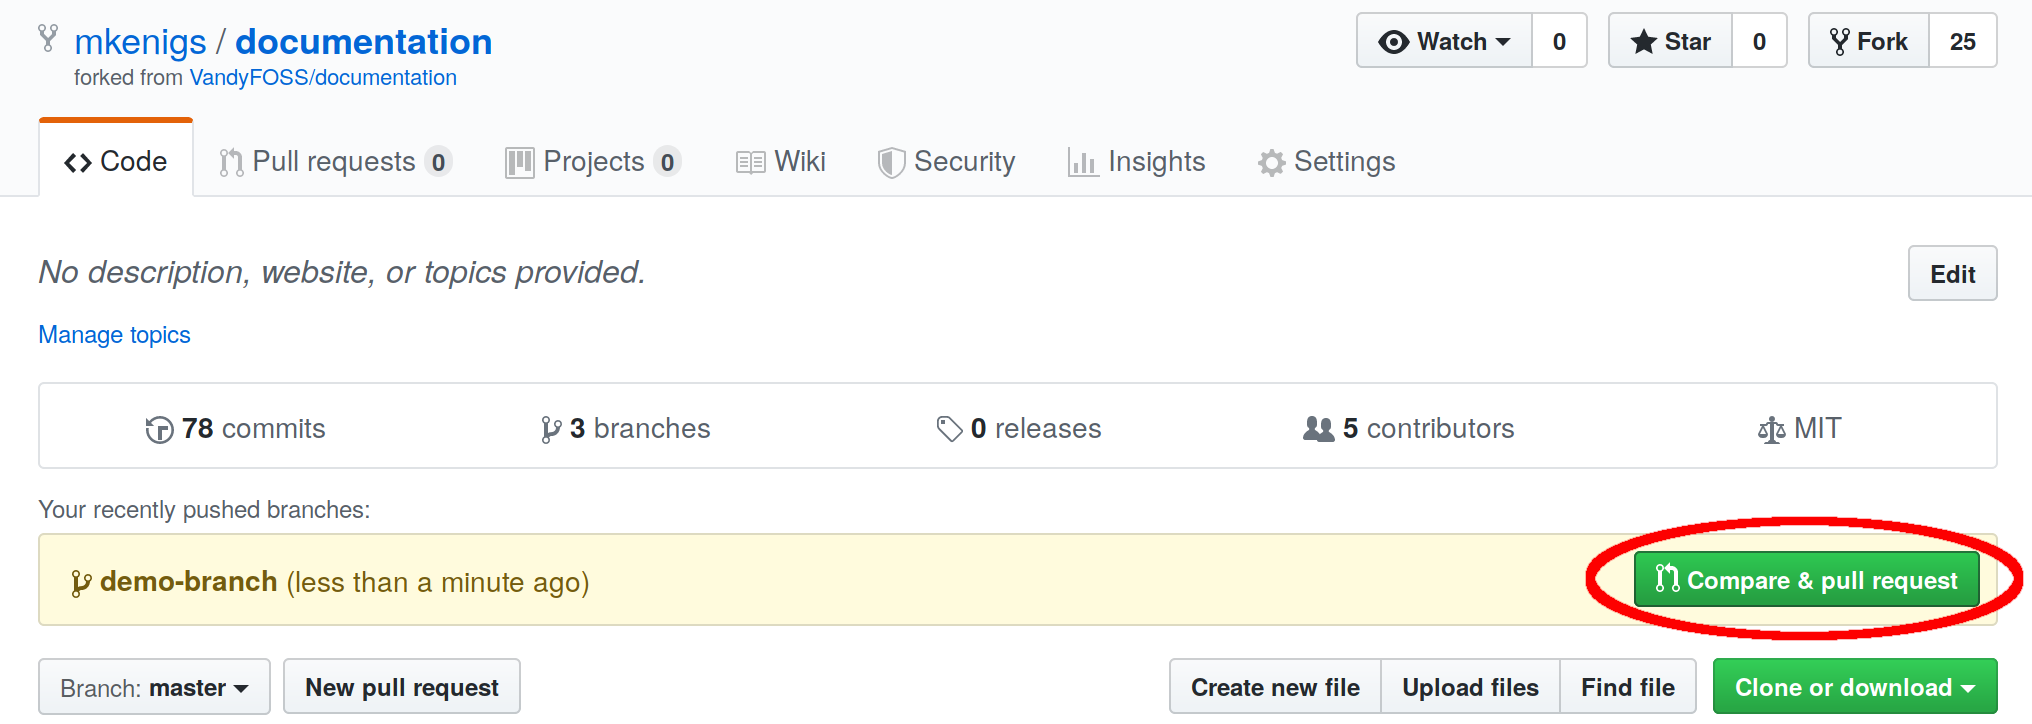 mkenigs / documentation
forked from VandyFOSS/documentation
Watch 0 Star 0 Fork 25
Code Pull requests 0 Projects 0 Wiki Security Insights Settings
No description, website, or topics provided.
Edit
Manage topics
78 commits 3 branches 0 releases 5 contributors MIT
Your recently pushed branches:
demo-branch (less than a minute ago) Compare & pull request
Branch: master New pull request Create new file Upload files Find file Clone or download